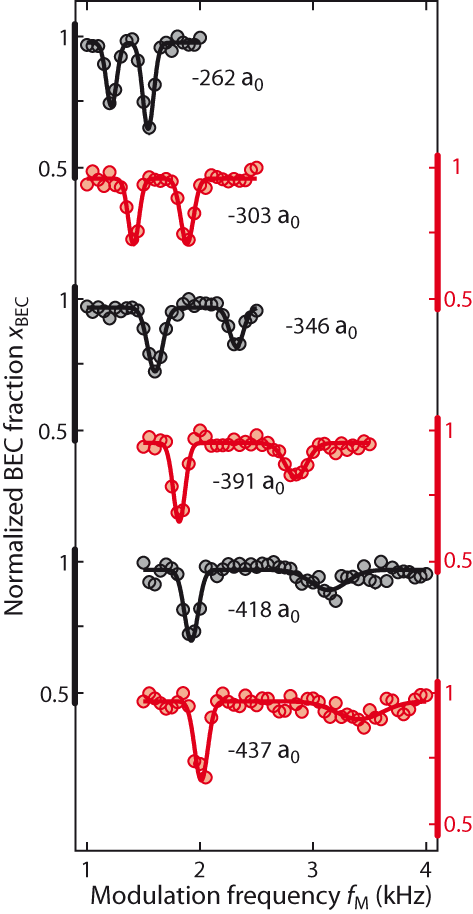 1
-262 a₀
0.5
1
-303 a₀
1
0.5
-346 a₀
0.5
1
-391 a₀
1
0.5
-418 a₀
0.5
1
-437 a₀
0.5
1 2 3 4
Modulation frequency fM (kHz)
Normalized BEC fraction xBEC